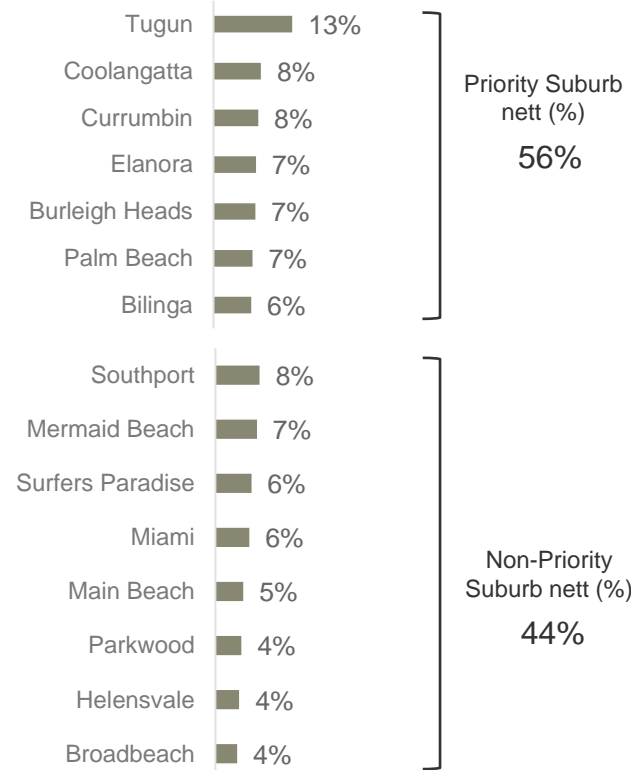 Tugun 13%
Coolangatta 8%
Currumbin 8%
Elanora 7%
Burleigh Heads 7%
Palm Beach 7%
Bilinga 6%
Priority Suburb
nett (%)
56%
Southport 8%
Mermaid Beach 7%
Surfers Paradise 6%
Miami 6%
Main Beach 5%
Parkwood 4%
Helensvale 4%
Broadbeach 4%
Non-Priority
Suburb nett (%)
44%